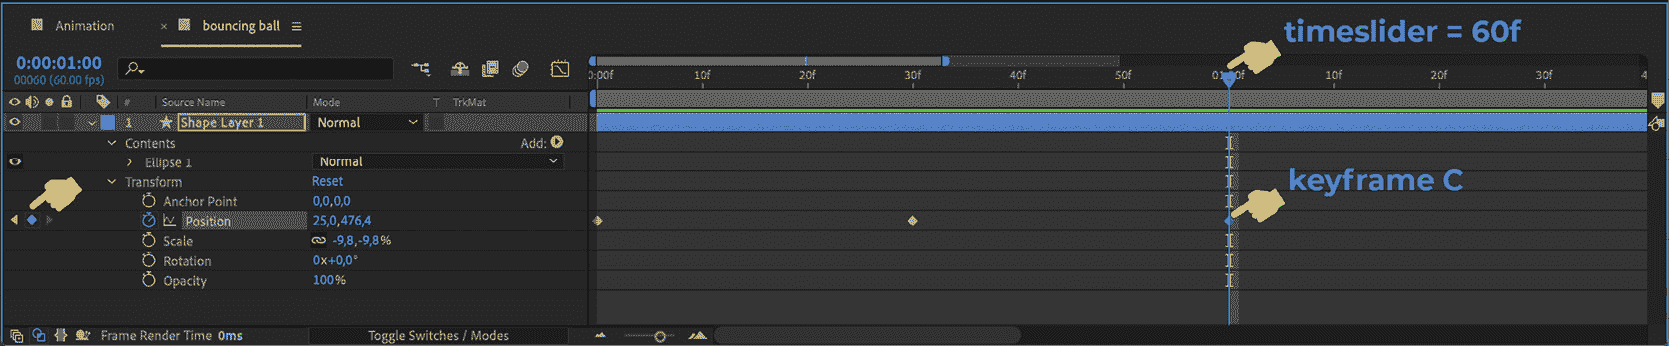 Animation
× bouncing ball
timeslider = 60f
0:00:01:00
00060 (60.00 fps)
0:00f 10f 20f 30f 40f 50f 01:00f 10f 20f 30f 4
# Source Name Mode T TrkMat
1 Shape Layer 1 Normal
Contents Add:
Ellipse 1 Normal
Transform Reset
keyframe C
Anchor Point 0,0,0,0
Position 25,0,476,4
Scale -9,8,-9,8%
Rotation 0x+0,0°
Opacity 100%
Frame Render Time 0ms Toggle Switches / Modes